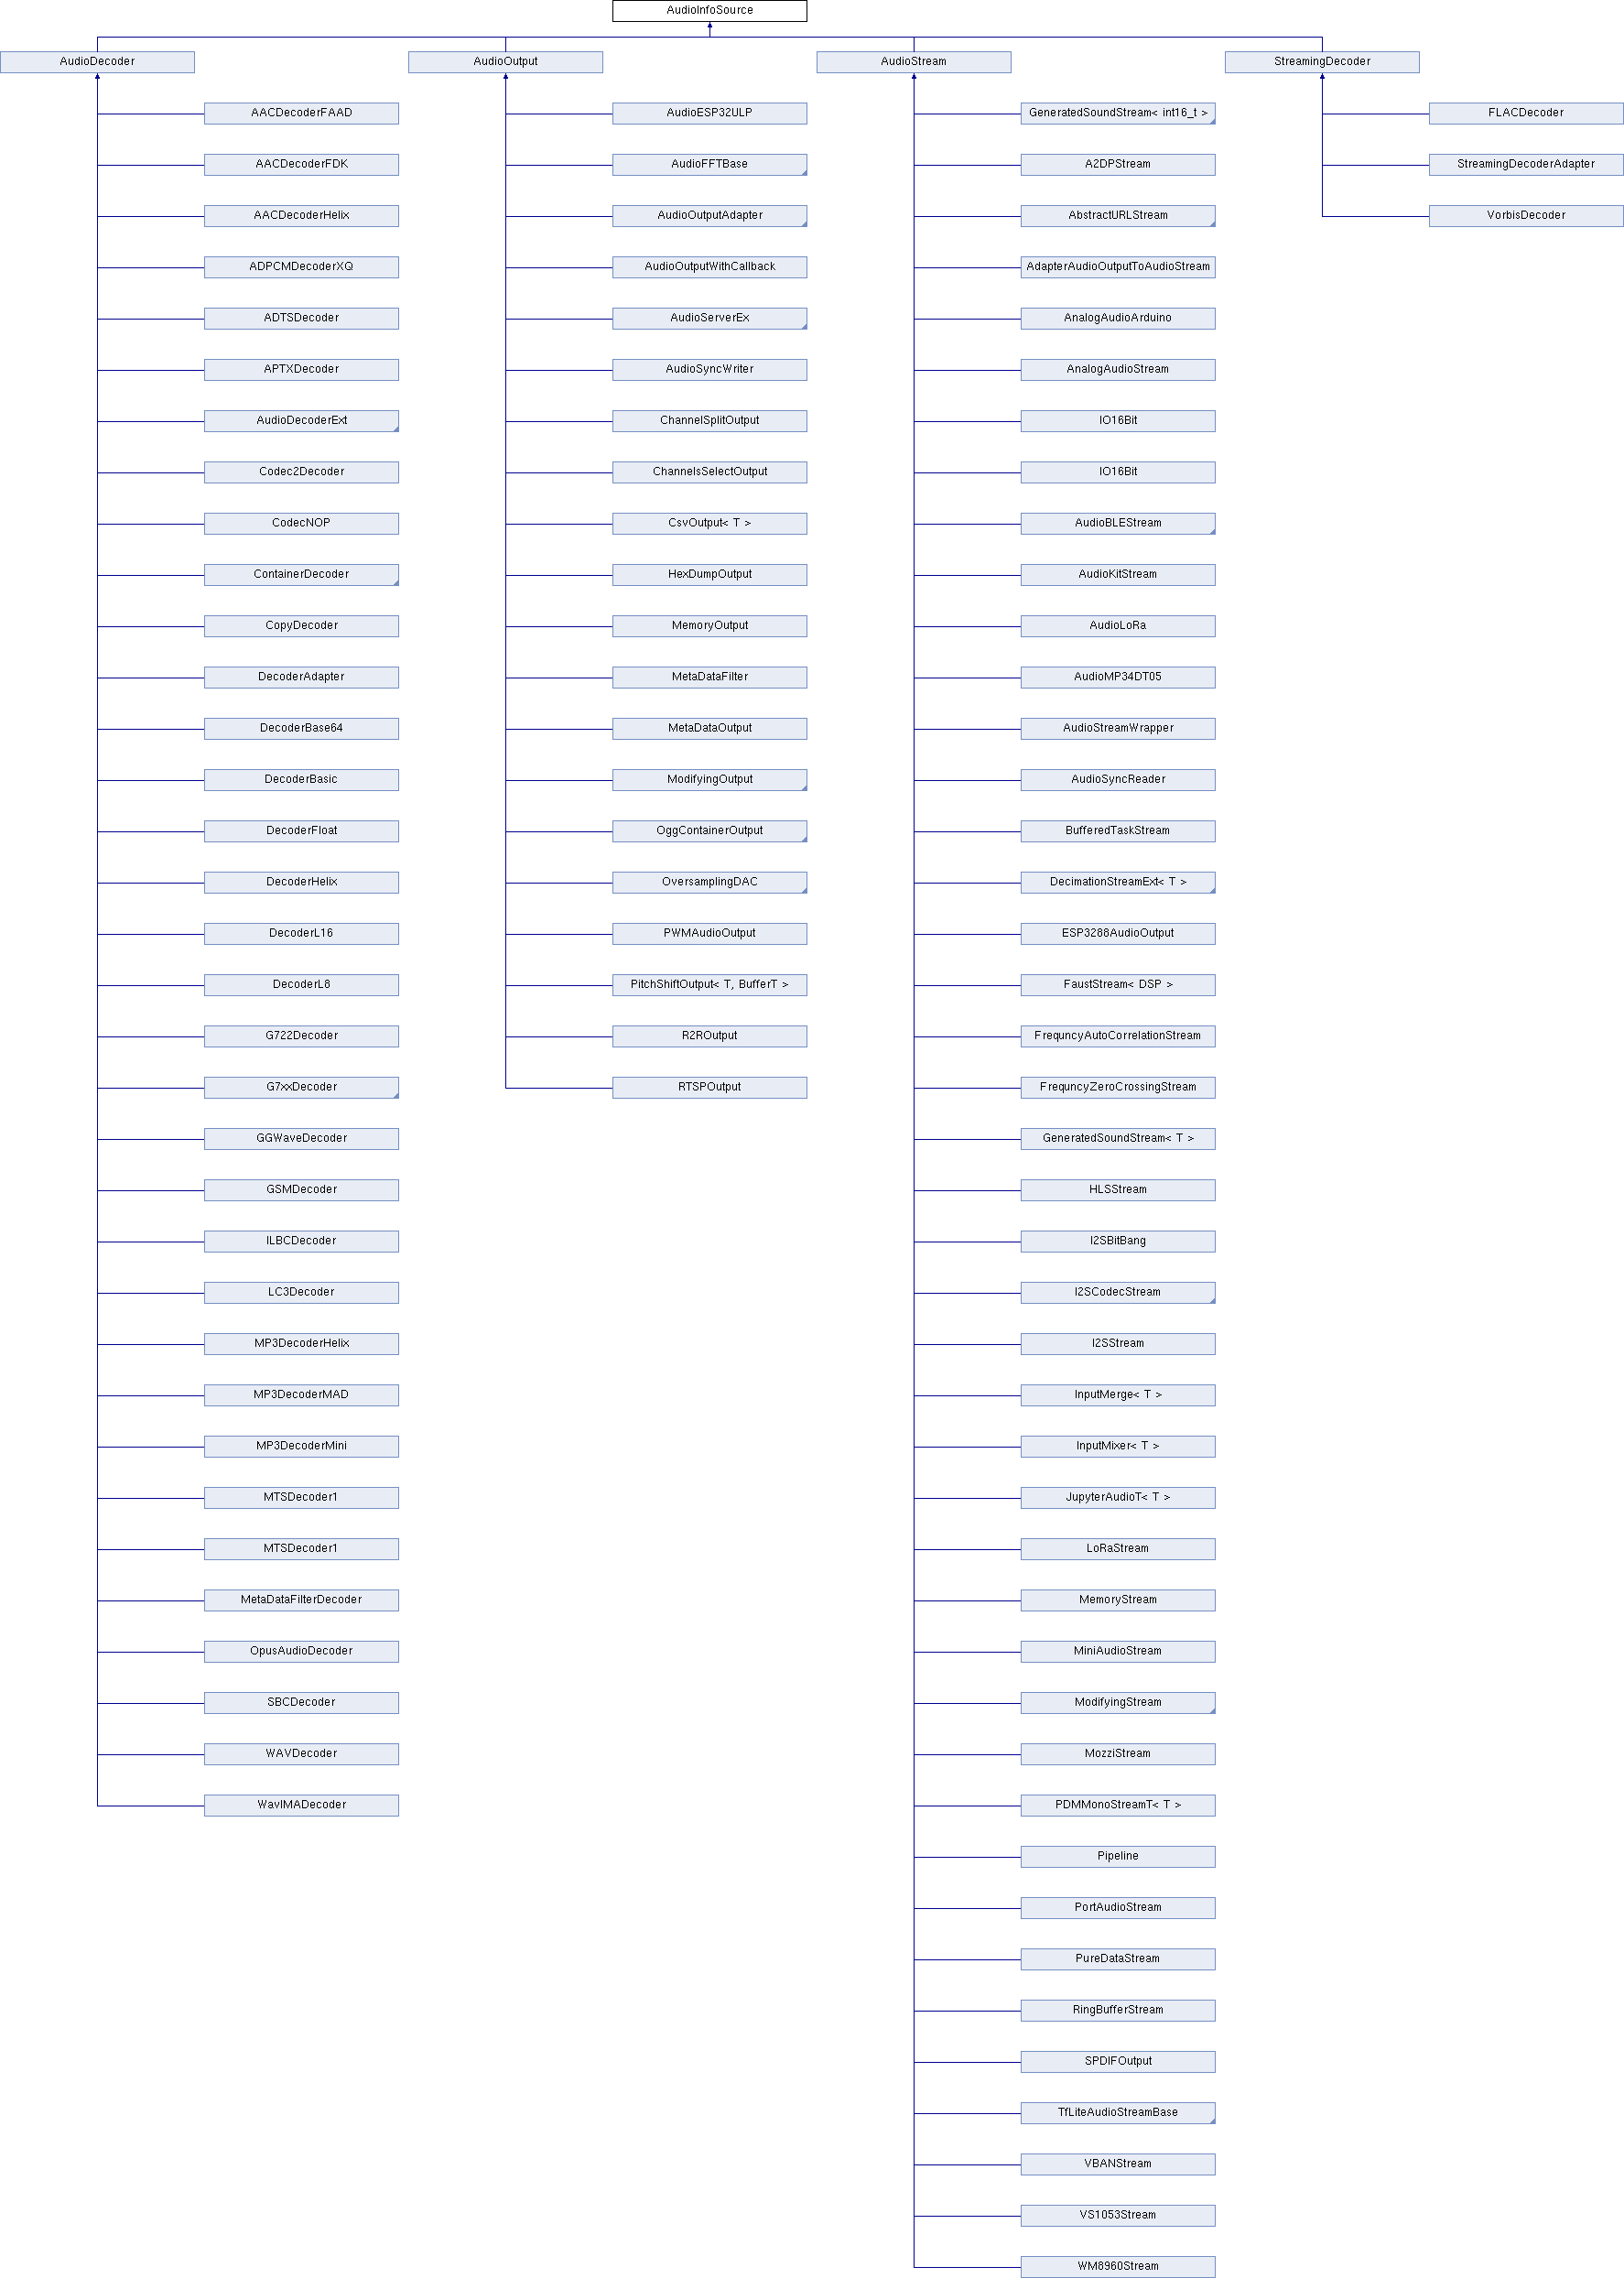 AudioInfoSource
AudioDecoder
AudioOutput
AudioStream
StreamingDecoder
AACDecoderFAAD
AACDecoderFDK
AACDecoderHelix
ADPCMDecoderXQ
ADTSDecoder
APTXDecoder
AudioDecoderExt
Codec2Decoder
CodecNOP
ContainerDecoder
CopyDecoder
DecoderAdapter
DecoderBase64
DecoderBasic
DecoderFloat
DecoderHelix
DecoderL16
DecoderL8
G722Decoder
G7xxDecoder
GGWaveDecoder
GSMDecoder
ILBCDecoder
LC3Decoder
MP3DecoderHelix
MP3DecoderMAD
MP3DecoderMini
MTSDecoder1
MTSDecoder1
MetaDataFilterDecoder
OpusAudioDecoder
SBCDecoder
WAVDecoder
WavIMADecoder
AudioESP32ULP
AudioFFTBase
AudioOutputAdapter
AudioOutputWithCallback
AudioServerEx
AudioSyncWriter
ChannelSplitOutput
ChannelsSelectOutput
CsvOutput< T >
HexDumpOutput
MemoryOutput
MetaDataFilter
MetaDataOutput
ModifyingOutput
OggContainerOutput
OversamplingDAC
PWMAudioOutput
PitchShiftOutput< T, BufferT >
R2ROutput
RTSPOutput
GeneratedSoundStream< int16_t >
A2DPStream
AbstractURLStream
AdapterAudioOutputToAudioStream
AnalogAudioArduino
AnalogAudioStream
IO16Bit
IO16Bit
AudioBLEStream
AudioKitStream
AudioLoRa
AudioMP34DT05
AudioStreamWrapper
AudioSyncReader
BufferedTaskStream
DecimationStreamExt< T >
ESP3288AudioOutput
FaustStream< DSP >
FrequncyAutoCorrelationStream
FrequncyZeroCrossingStream
GeneratedSoundStream< T >
HLSStream
I2SBitBang
I2SCodecStream
I2SStream
InputMerge< T >
InputMixer< T >
JupyterAudioT< T >
LoRaStream
MemoryStream
MiniAudioStream
ModifyingStream
MozziStream
PDMMonoStreamT< T >
Pipeline
PortAudioStream
PureDataStream
RingBufferStream
SPDIFOutput
TfLiteAudioStreamBase
VBANStream
VS1053Stream
WM8960Stream
FLACDecoder
StreamingDecoderAdapter
VorbisDecoder